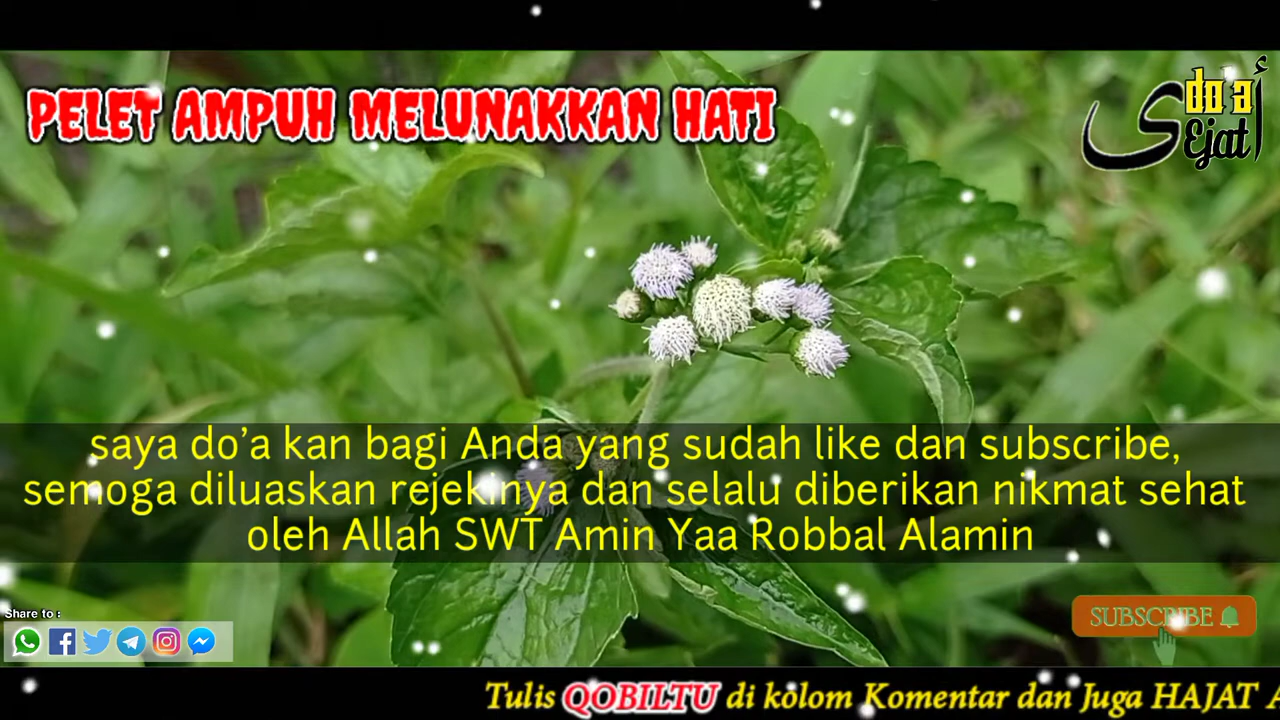 PELET AMPUH MELUNAKKAN HATI
do'a
Ejati
saya do’a kan bagi Anda yang sudah like dan subscribe,
semoga diluaskan rejekinya dan selalu diberikan nikmat sehat
oleh Allah SWT Amin Yaa Robbal Alamin
Share to :
SUBSCRIBE
Tulis QOBILTU di kolom Komentar dan Juga HAJAT A